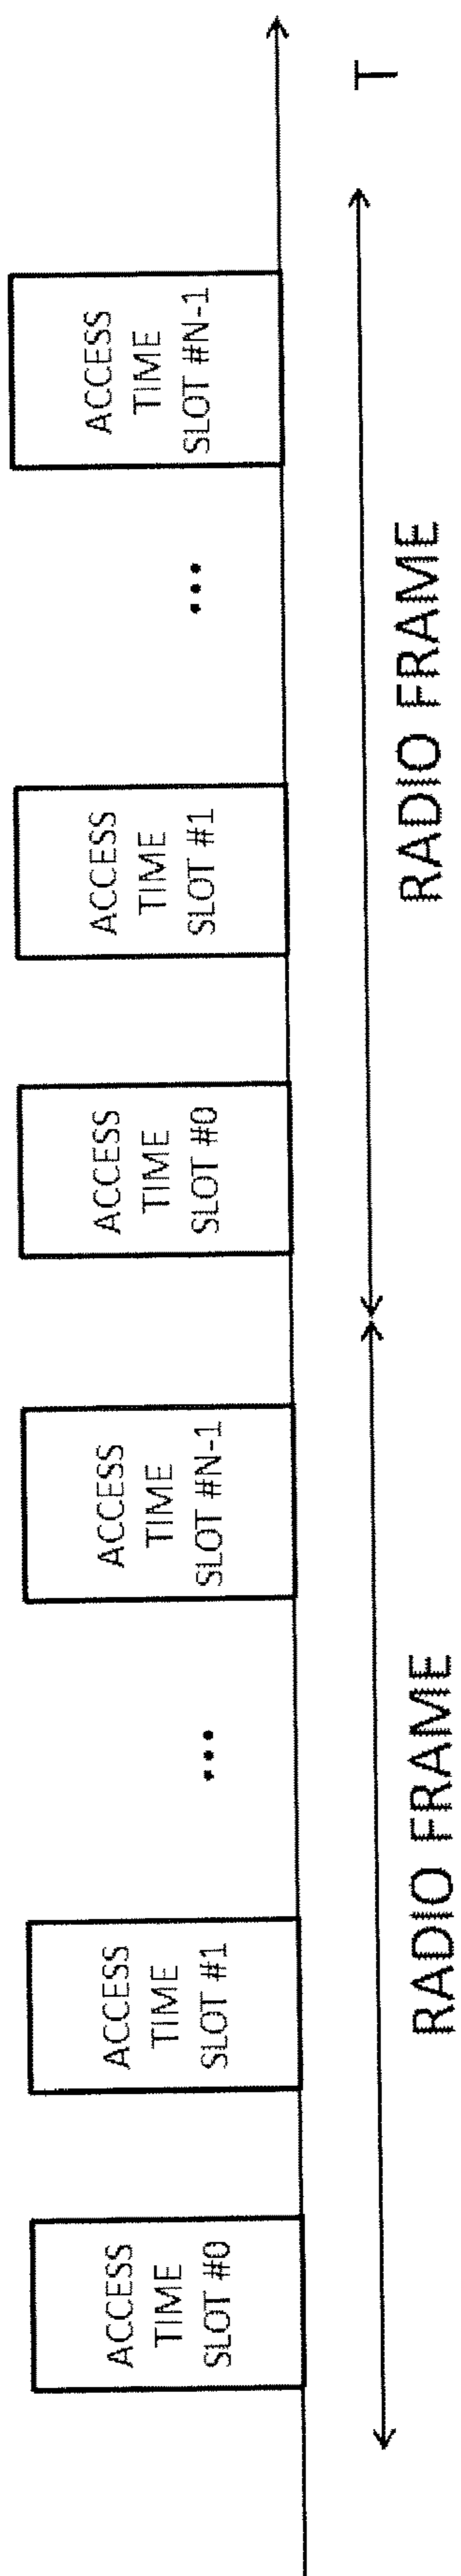 ACCESS
TIME
SLOT #0
ACCESS
TIME
SLOT #1
...
ACCESS
TIME
SLOT #N-1
ACCESS
TIME
SLOT #0
ACCESS
TIME
SLOT #1
...
ACCESS
TIME
SLOT #N-1
T
RADIO FRAME
RADIO FRAME